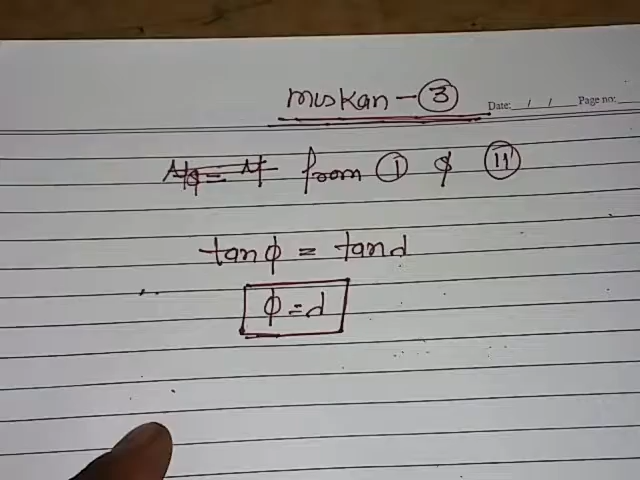 muskan - ③
Date: / / Page no:
from ① & ⑪
tanϕ = tanα
ϕ = α